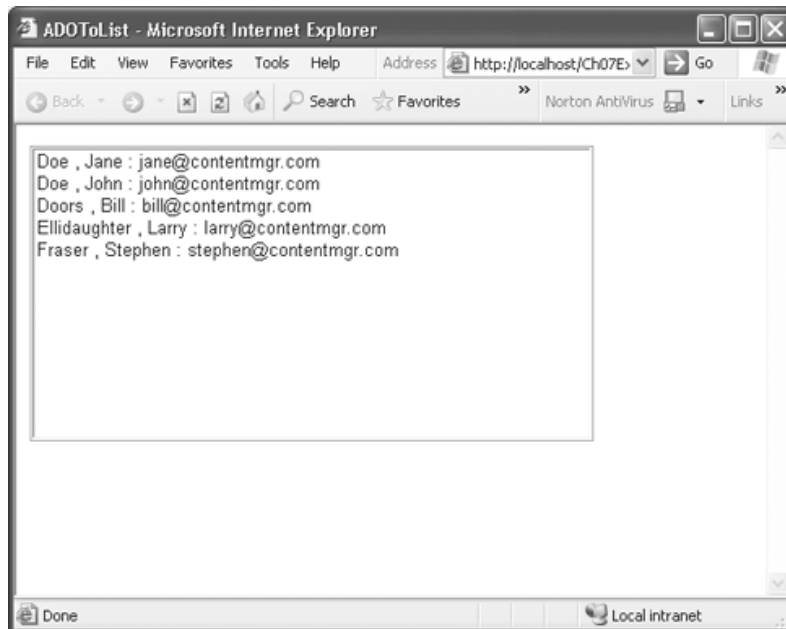 ADOToList - Microsoft Internet Explorer
File Edit View Favorites Tools Help Address http://localhost/Ch07Ex Go
Back Search Favorites » Norton AntiVirus Links »
Doe , Jane : jane@contentmgr.com
Doe , John : john@contentmgr.com
Doors , Bill : bill@contentmgr.com
Ellidaughter , Larry : larry@contentmgr.com
Fraser , Stephen : stephen@contentmgr.com
Done Local intranet